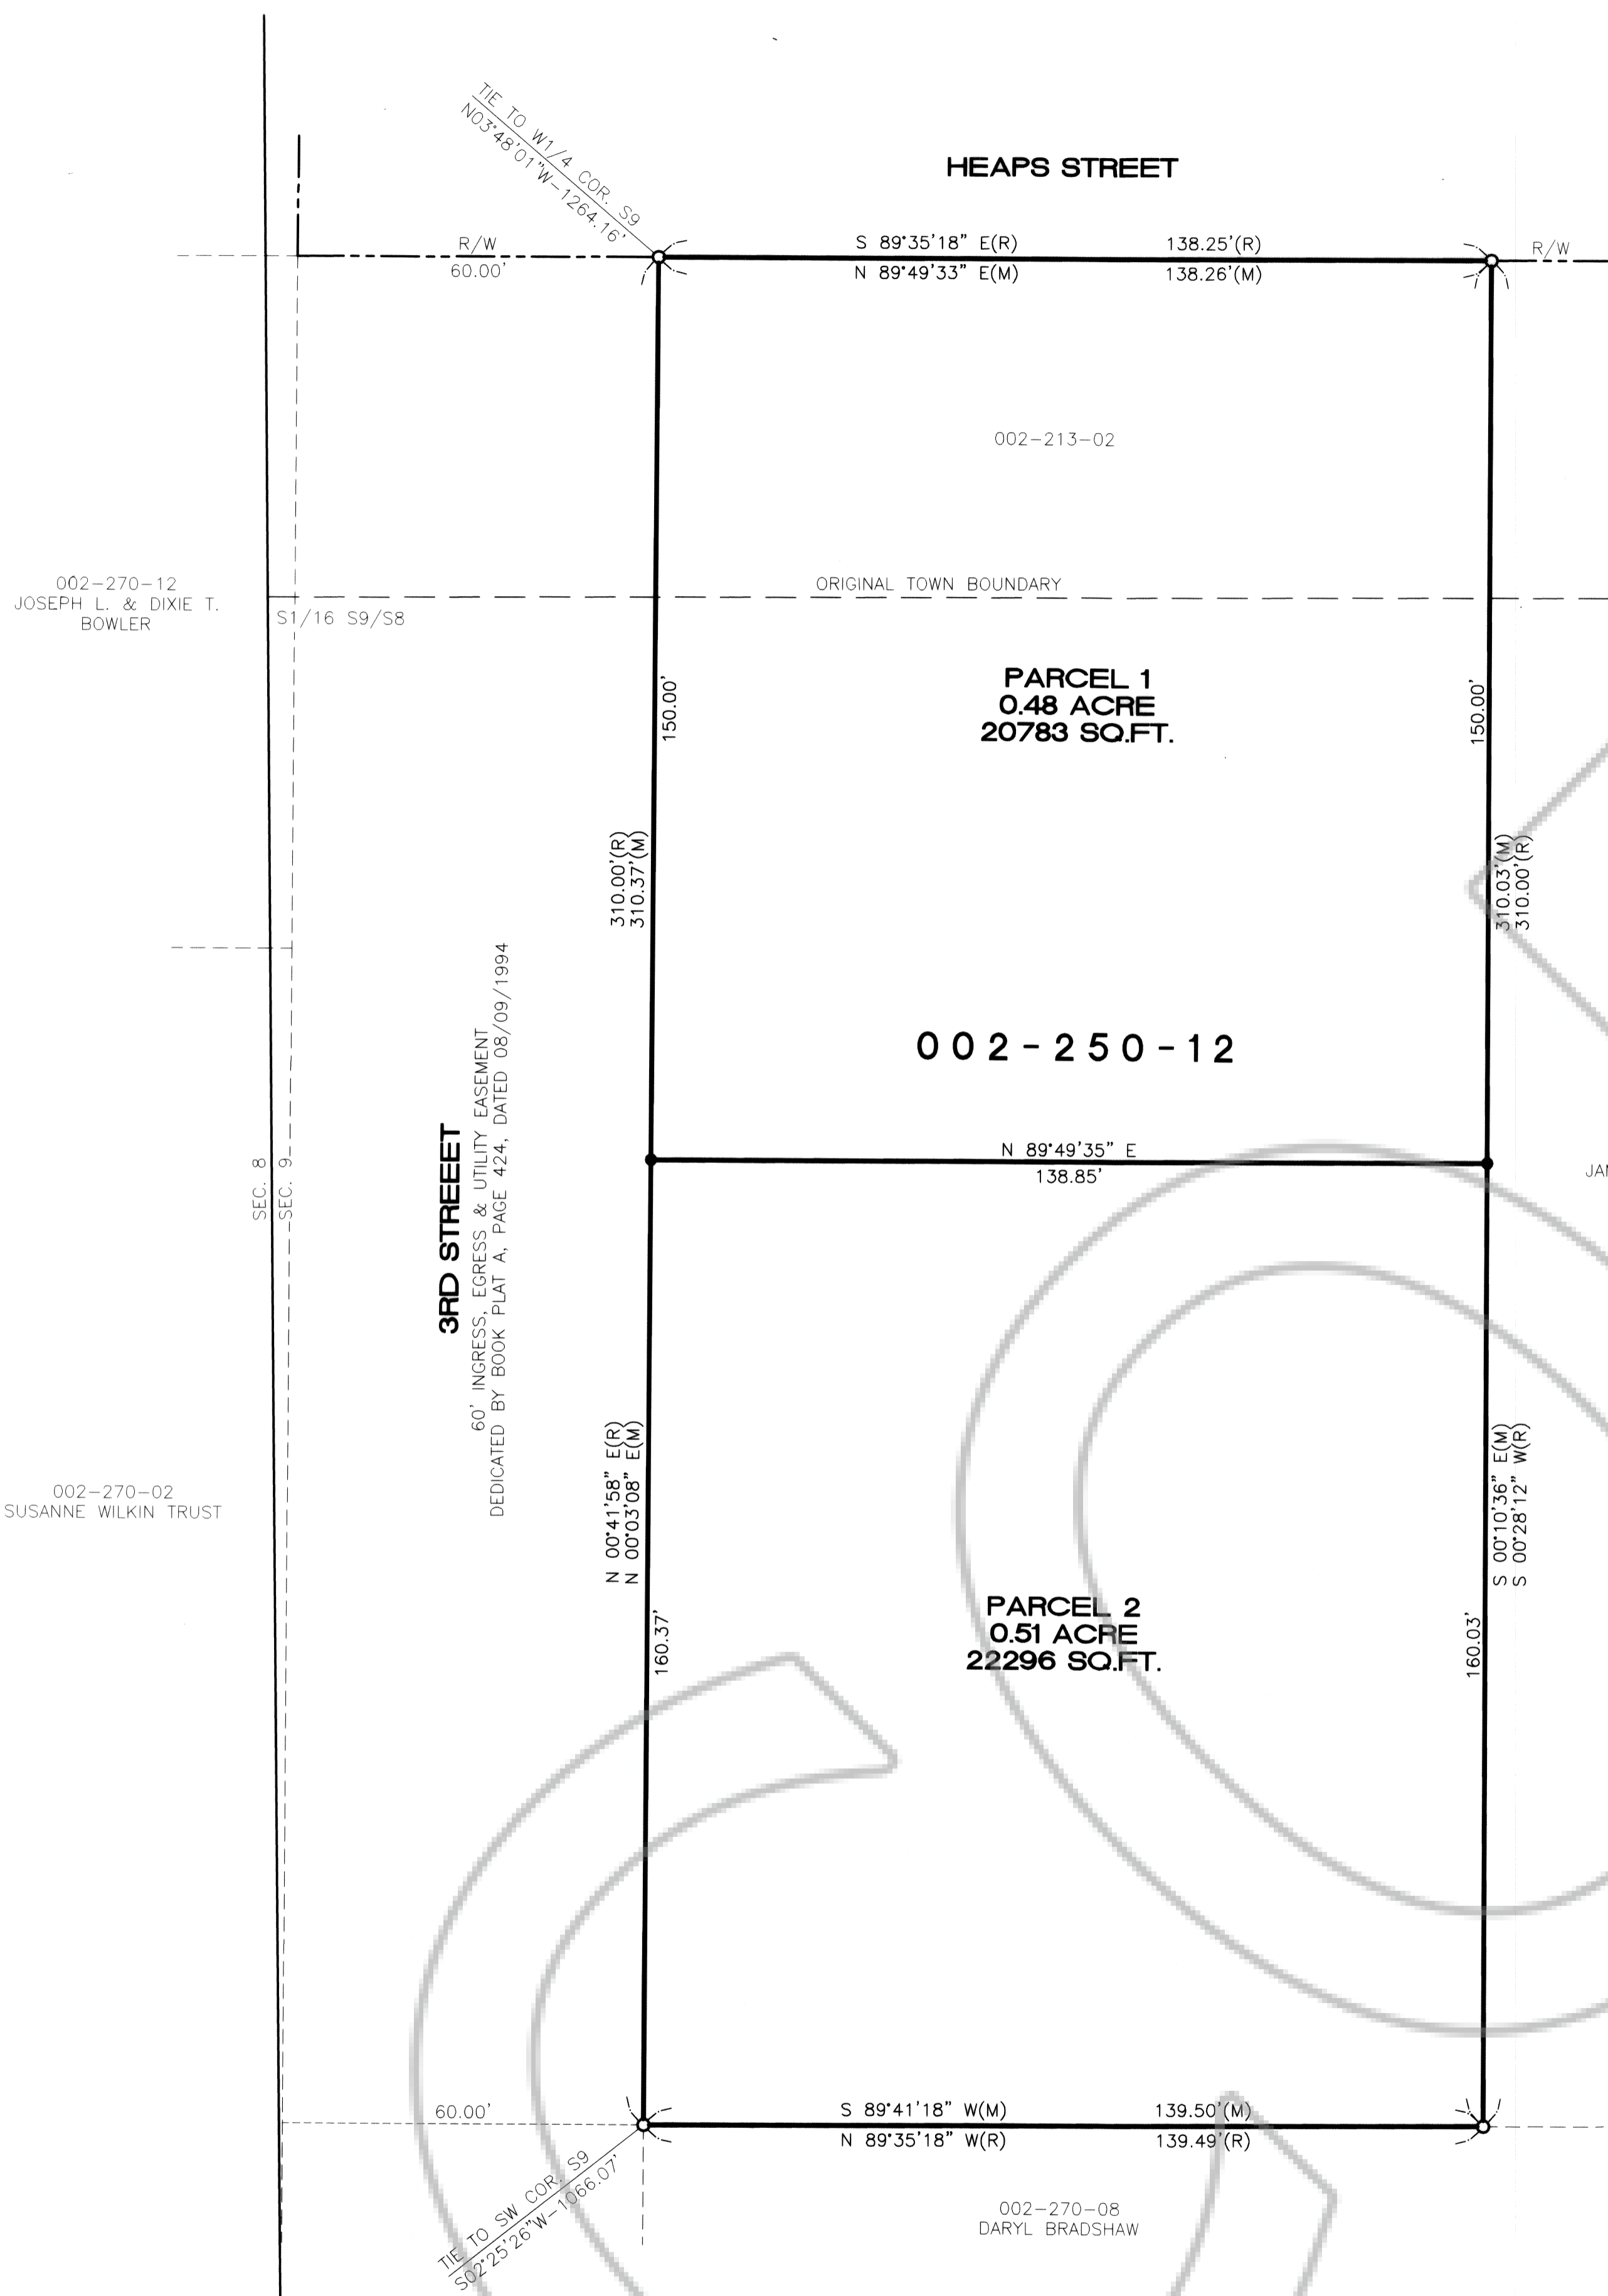 TIE TO W1/4 COR. S9
N03°48'01"W-1264.16'
HEAPS STREET
R/W
60.00'
S 89°35'18" E(R) 138.25'(R)
N 89°49'33" E(M) 138.26'(M)
R/W
002-213-02
ORIGINAL TOWN BOUNDARY
002-270-12
JOSEPH L. & DIXIE T.
BOWLER
S1/16 S9/S8
PARCEL 1
0.48 ACRE
20783 SQ.FT.
150.00'
150.00'
310.00'(R)
310.37'(M)
310.03'(M)
310.00'(R)
002-250-12
N 89°49'35" E
138.85'
SEC. 8
SEC. 9
3RD STREET
60' INGRESS, EGRESS & UTILITY EASEMENT
DEDICATED BY BOOK PLAT A, PAGE 424, DATED 08/09/1994
JAN
002-270-02
SUSANNE WILKIN TRUST
N 00°41'58" E(R)
N 00°03'08" E(M)
S 00°10'36" E(M)
S 00°28'12" W(R)
PARCEL 2
0.51 ACRE
22296 SQ.FT.
160.37'
160.03'
60.00'
S 89°41'18" W(M) 139.50'(M)
N 89°35'18" W(R) 139.49'(R)
TIE TO SW COR. S9
S02°25'26"W-1066.07'
002-270-08
DARYL BRADSHAW